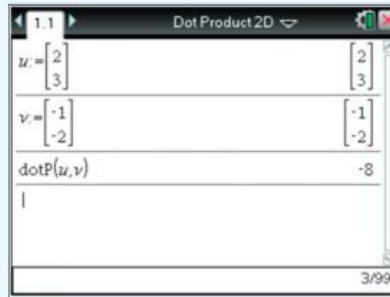 1.1 Dot Product 2D
u:=[2 [2
3] 3]
v:=[-1 [-1
-2] -2]
dotP(u,v) -8
3/99